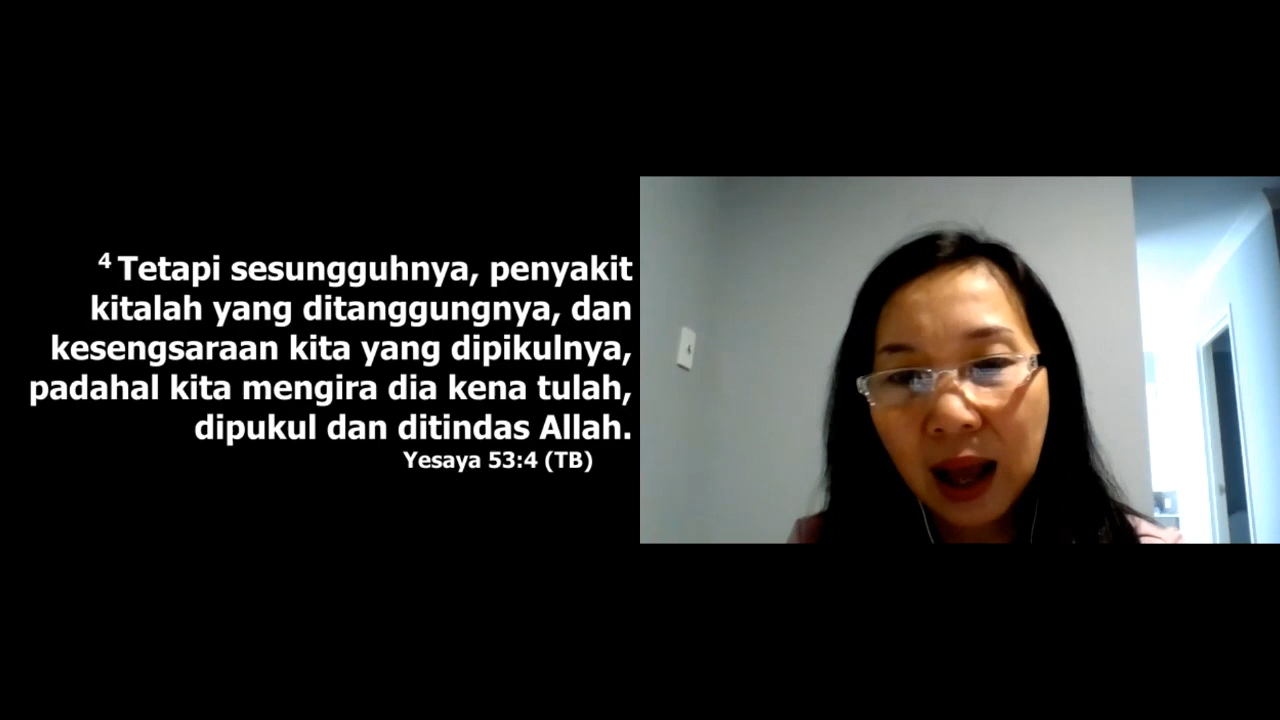 4 Tetapi sesungguhnya, penyakit
kitalah yang ditanggungnya, dan
kesengsaraan kita yang dipikulnya,
padahal kita mengira dia kena tulah,
dipukul dan ditindas Allah.
Yesaya 53:4 (TB)